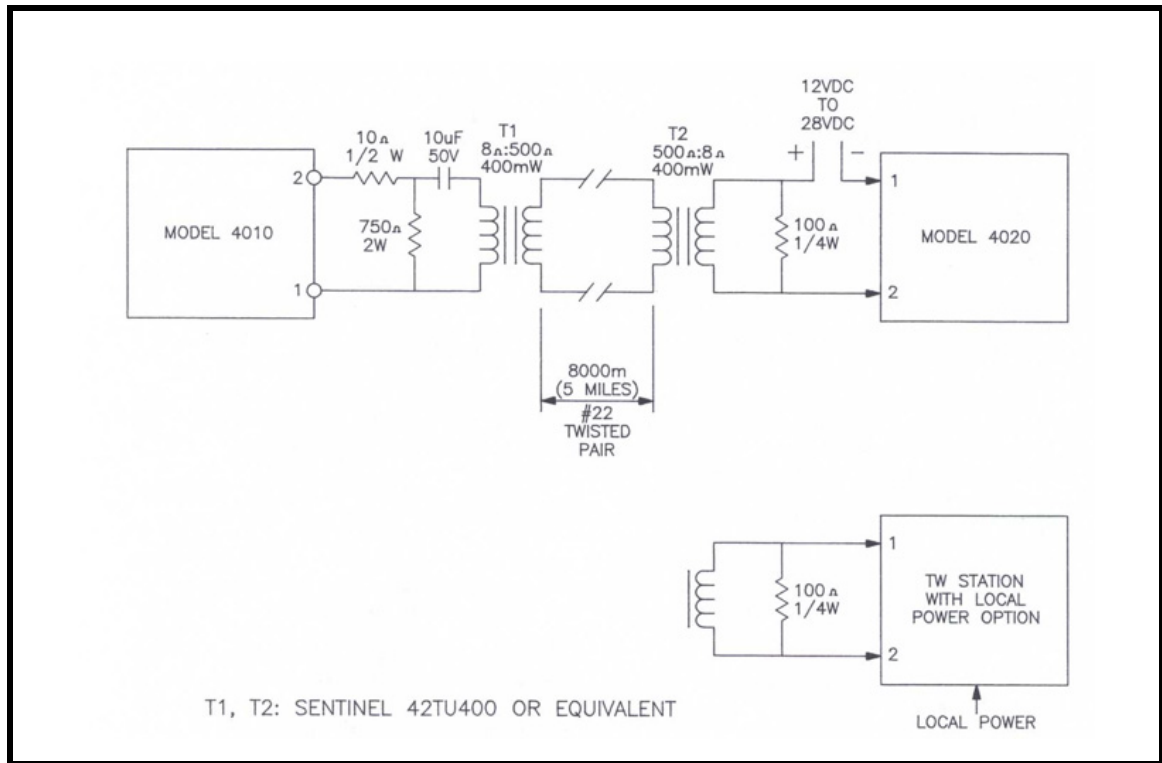 12VDC
TO
28VDC
+
−
10Ω
1/2 W
10uF
50V
T1
8Ω:500Ω
400mW
T2
500Ω:8Ω
400mW
2
1
MODEL 4010
750Ω
2W
100Ω
1/4W
MODEL 4020
1
2
8000m
(5 MILES)
#22
TWISTED
PAIR
1
100Ω
1/4W
TW STATION
WITH LOCAL
POWER OPTION
2
T1, T2: SENTINEL 42TU400 OR EQUIVALENT
LOCAL POWER